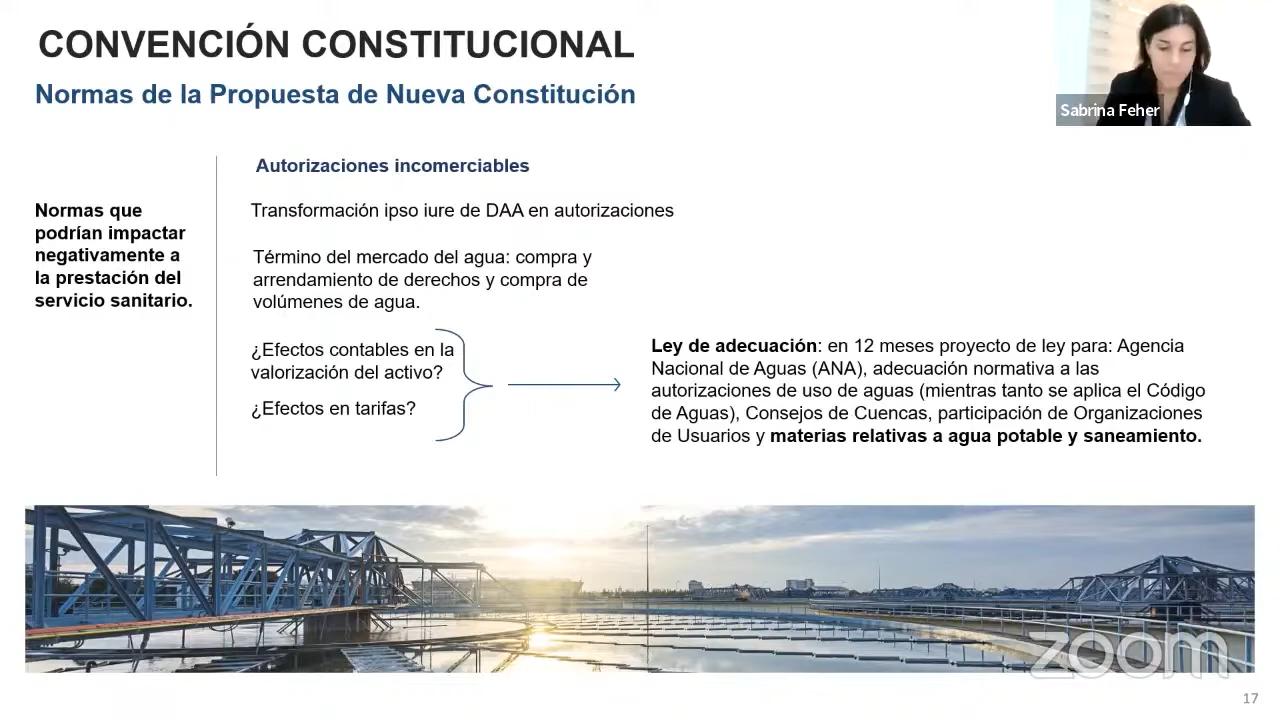 CONVENCIÓN CONSTITUCIONAL
Normas de la Propuesta de Nueva Constitución
Sabrina Feher
Normas que
podrían impactar
negativamente a
la prestación del
servicio sanitario.
Autorizaciones incomerciables
Transformación ipso iure de DAA en autorizaciones
Término del mercado del agua: compra y
arrendamiento de derechos y compra de
volúmenes de agua.
¿Efectos contables en la
valorización del activo?
¿Efectos en tarifas?
Ley de adecuación: en 12 meses proyecto de ley para: Agencia
Nacional de Aguas (ANA), adecuación normativa a las
autorizaciones de uso de aguas (mientras tanto se aplica el Código
de Aguas), Consejos de Cuencas, participación de Organizaciones
de Usuarios y materias relativas a agua potable y saneamiento.
zoom
17